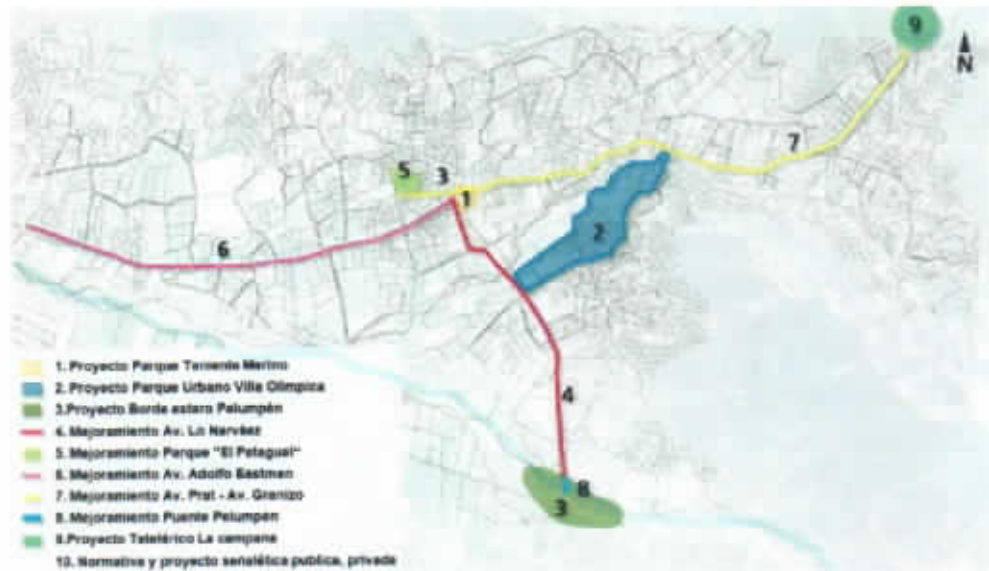 9
N
7
5
3
1
2
6
4
8
3
1. Proyecto Parque Teniente Merino
2. Proyecto Parque Urbano Villa Olimpica
3.Proyecto Borde estero Pelumpén
4. Mejoramiento Av. Lo Narváez
5. Mejoramiento Parque "El Patagual"
6. Mejoramiento Av. Adolfo Eastman
7. Mejoramiento Av. Prat - Av. Granizo
8. Mejoramiento Puente Pelumpén
9.Proyecto Teleférico La campana
10. Normativa y proyecto señalética publica, privada